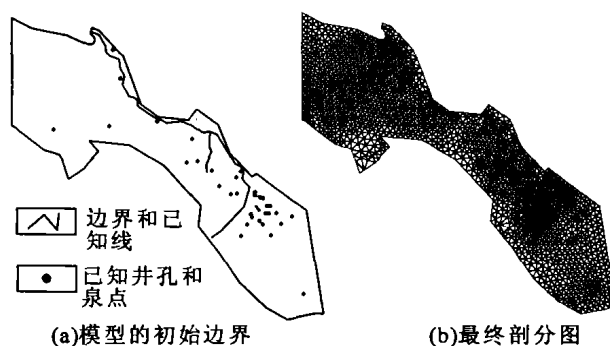 边界和已
知线
已知井孔和
泉点
(a)模型的初始边界
(b)最终剖分图